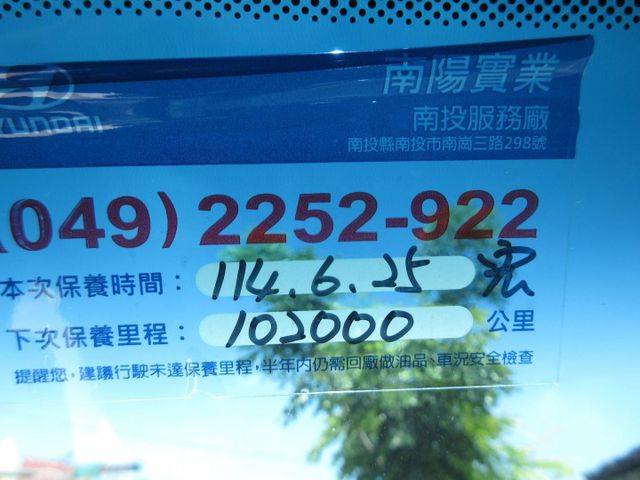 南陽實業
HYUNDAI
南投服務廠
南投縣南投市南崗三路298號
(049) 2252-922
本次保養時間: 114.6.25 宏
下次保養里程: 102000 公里
提醒您,建議行駛未達保養里程,半年內仍需回廠做油品、車況安全檢查